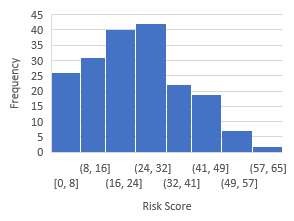 45
40
35
30
25
20
15
10
5
0
Frequency
(8, 16] (24, 32] (41, 49] (57, 65]
[0, 8] (16, 24] (32, 41] (49, 57]
Risk Score